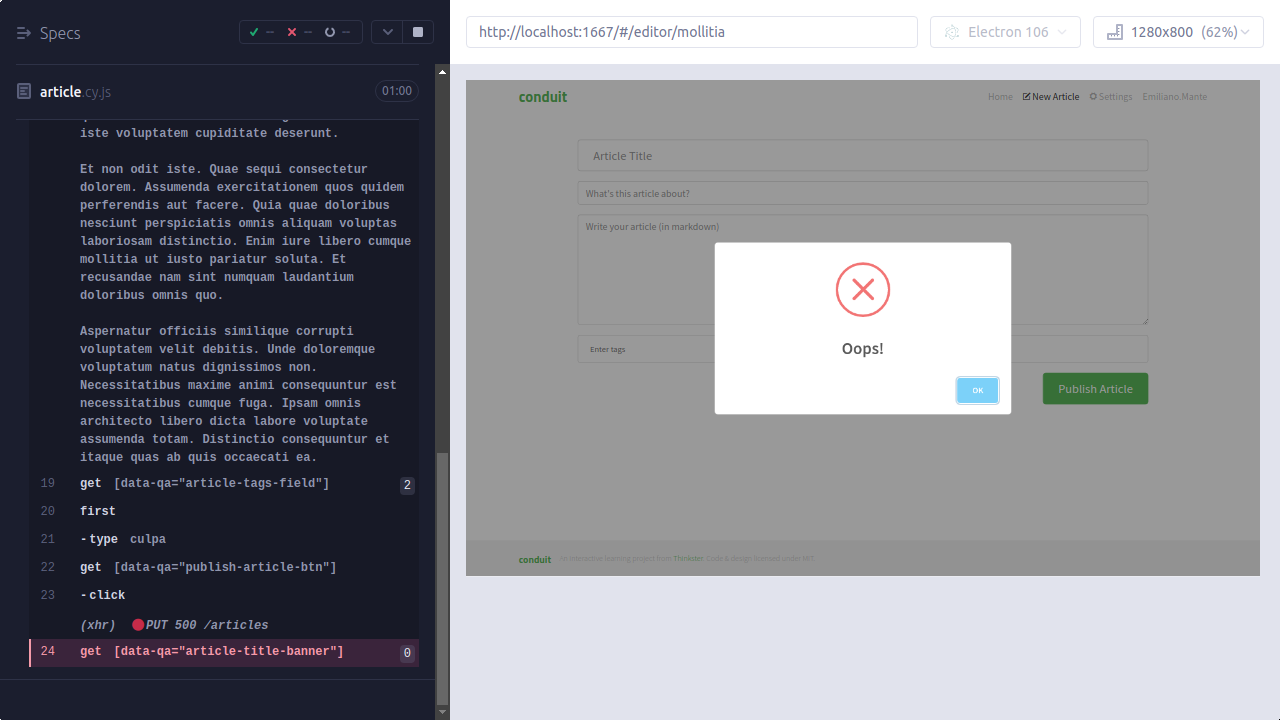 Specs
-- -- --
article.cy.js 01:00
iste voluptatem cupiditate deserunt.
Et non odit iste. Quae sequi consectetur
dolorem. Assumenda exercitationem quos quidem
perferendis aut facere. Quia quae doloribus
nesciunt perspiciatis omnis aliquam voluptas
laboriosam distinctio. Enim iure libero cumque
mollitia ut iusto pariatur soluta. Et
recusandae nam sint numquam laudantium
doloribus omnis quo.
Aspernatur officiis similique corrupti
voluptatem velit debitis. Unde doloremque
voluptatum natus dignissimos non.
Necessitatibus maxime animi consequuntur est
necessitatibus cumque fuga. Ipsam omnis
architecto libero dicta labore voluptate
assumenda totam. Distinctio consequuntur et
itaque quas ab quis occaecati ea.
19 get [data-qa="article-tags-field"] 2
20 first
21 -type culpa
22 get [data-qa="publish-article-btn"]
23 -click
(xhr) PUT 500 /articles
24 get [data-qa="article-title-banner"] 0
http://localhost:1667/#/editor/mollitia
Electron 106
1280x800 (62%)
conduit
Home New Article Settings Emiliano.Mante
Article Title
What's this article about?
Write your article (in markdown)
Oops!
OK
Enter tags
Publish Article
conduit An interactive learning project from Thinkster. Code & design licensed under MIT.